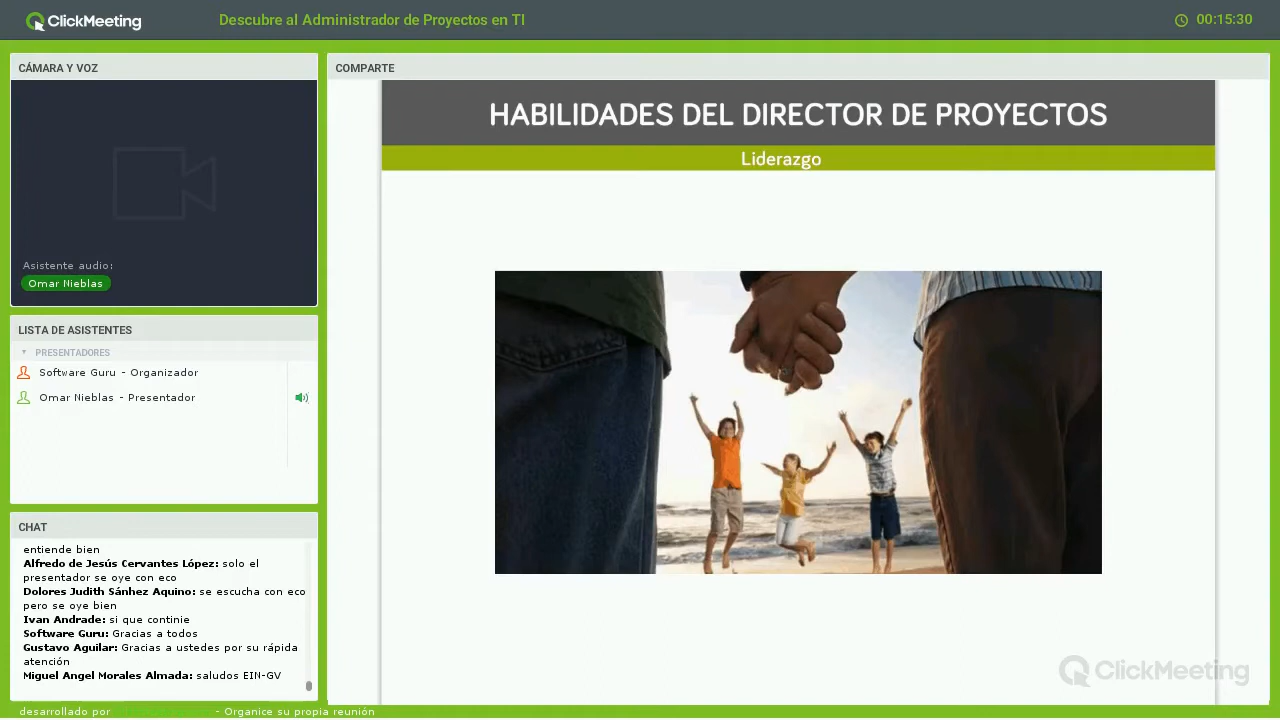 ClickMeeting
Descubre al Administrador de Proyectos en TI
00:15:30
CÁMARA Y VOZ
Asistente audio:
Omar Nieblas
LISTA DE ASISTENTES
PRESENTADORES
Software Guru - Organizador
Omar Nieblas - Presentador
CHAT
entiende bien
Alfredo de Jesús Cervantes López: solo el
presentador se oye con eco
Dolores Judith Sánhez Aquino: se escucha con eco
pero se oye bien
Ivan Andrade: si que continie
Software Guru: Gracias a todos
Gustavo Aguilar: Gracias a ustedes por su rápida
atención
Miguel Angel Morales Almada: saludos EIN-GV
desarrollado por
- Organice su propia reunión
COMPARTE
HABILIDADES DEL DIRECTOR DE PROYECTOS
Liderazgo
ClickMeeting